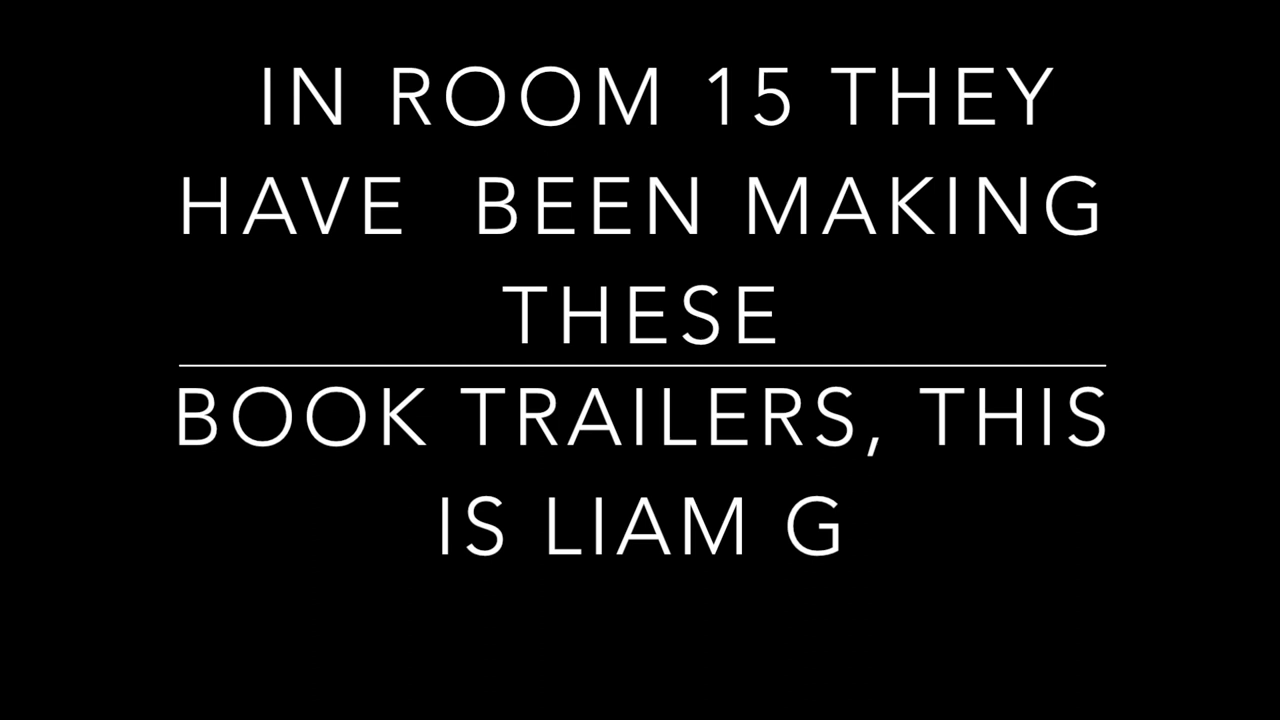 IN ROOM 15 THEY
HAVE  BEEN MAKING
THESE
BOOK TRAILERS, THIS
IS LIAM G